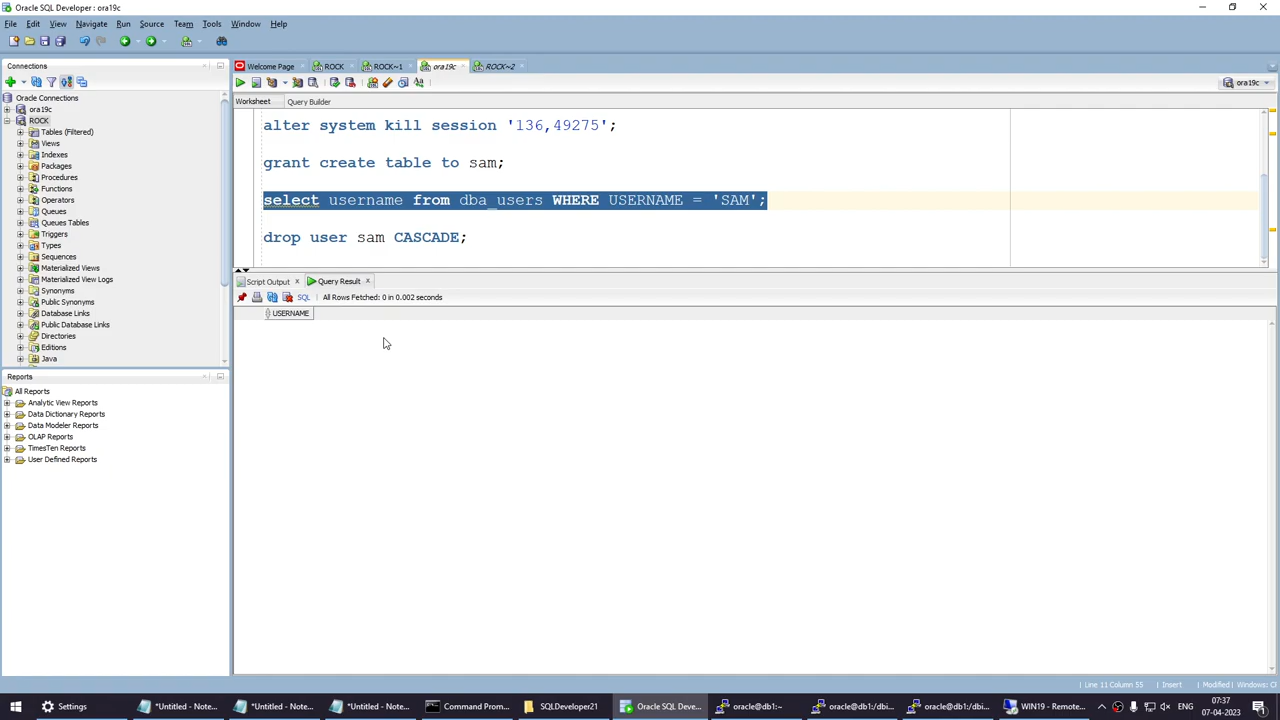 Oracle SQL Developer : ora19c
File Edit View Navigate Run Source Team Tools Window Help
Connections
Welcome Page ROCK ROCK~1 ora19c ROCK~2
ora19c
Oracle Connections
ora19c
ROCK
Tables (Filtered)
Views
Indexes
Packages
Procedures
Functions
Operators
Queues
Queues Tables
Triggers
Types
Sequences
Materialized Views
Materialized View Logs
Synonyms
Public Synonyms
Database Links
Public Database Links
Directories
Editions
Java
Worksheet Query Builder
alter system kill session '136,49275';
grant create table to sam;
select username from dba_users WHERE USERNAME = 'SAM';
drop user sam CASCADE;
Script Output Query Result
SQL All Rows Fetched: 0 in 0.002 seconds
USERNAME
Reports
All Reports
Analytic View Reports
Data Dictionary Reports
Data Modeler Reports
OLAP Reports
TimesTen Reports
User Defined Reports
Line 11 Column 55 Insert Modified Windows: Cl
Settings *Untitled - Note... *Untitled - Note... *Untitled - Note... Command Prom... SQLDeveloper21 Oracle SQL Deve... oracle@db1:~ oracle@db1:/dbi... oracle@db1:/dbi... WIN19 - Remote... ENG 07:37
07-04-2023